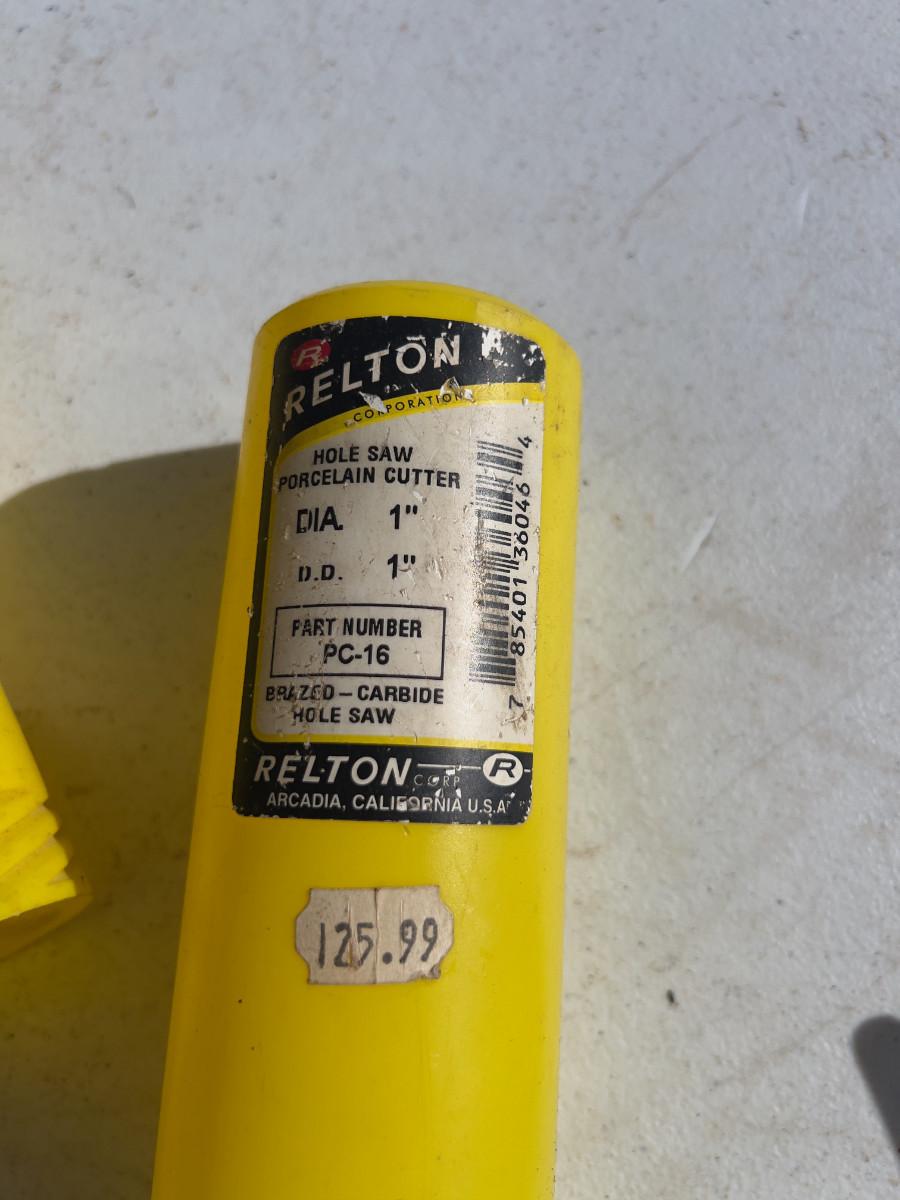 R
RELTON
CORPORATION
HOLE SAW
PORCELAIN CUTTER
DIA. 1"
D.D. 1"
PART NUMBER
PC-16
BRAZED – CARBIDE
HOLE SAW
7 85401 36046 4
RELTON CORP R
ARCADIA, CALIFORNIA U.S.A.
125.99